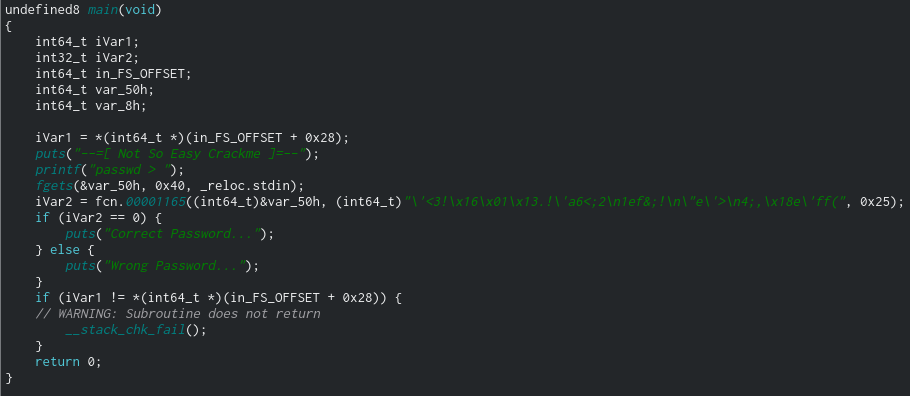 undefined8 main(void)
{
    int64_t iVar1;
    int32_t iVar2;
    int64_t in_FS_OFFSET;
    int64_t var_50h;
    int64_t var_8h;

    iVar1 = *(int64_t *)(in_FS_OFFSET + 0x28);
    puts("--=[ Not So Easy Crackme ]=--");
    printf("passwd > ");
    fgets(&var_50h, 0x40, _reloc.stdin);
    iVar2 = fcn.00001165((int64_t)&var_50h, (int64_t)"\'<3!\x16\x01\x13.!\'a6<;2\n1ef&;!\n\"e\'>\n4;,\x18e\'ff(", 0x25);
    if (iVar2 == 0) {
        puts("Correct Password...");
    } else {
        puts("Wrong Password...");
    }
    if (iVar1 != *(int64_t *)(in_FS_OFFSET + 0x28)) {
    // WARNING: Subroutine does not return
        __stack_chk_fail();
    }
    return 0;
}